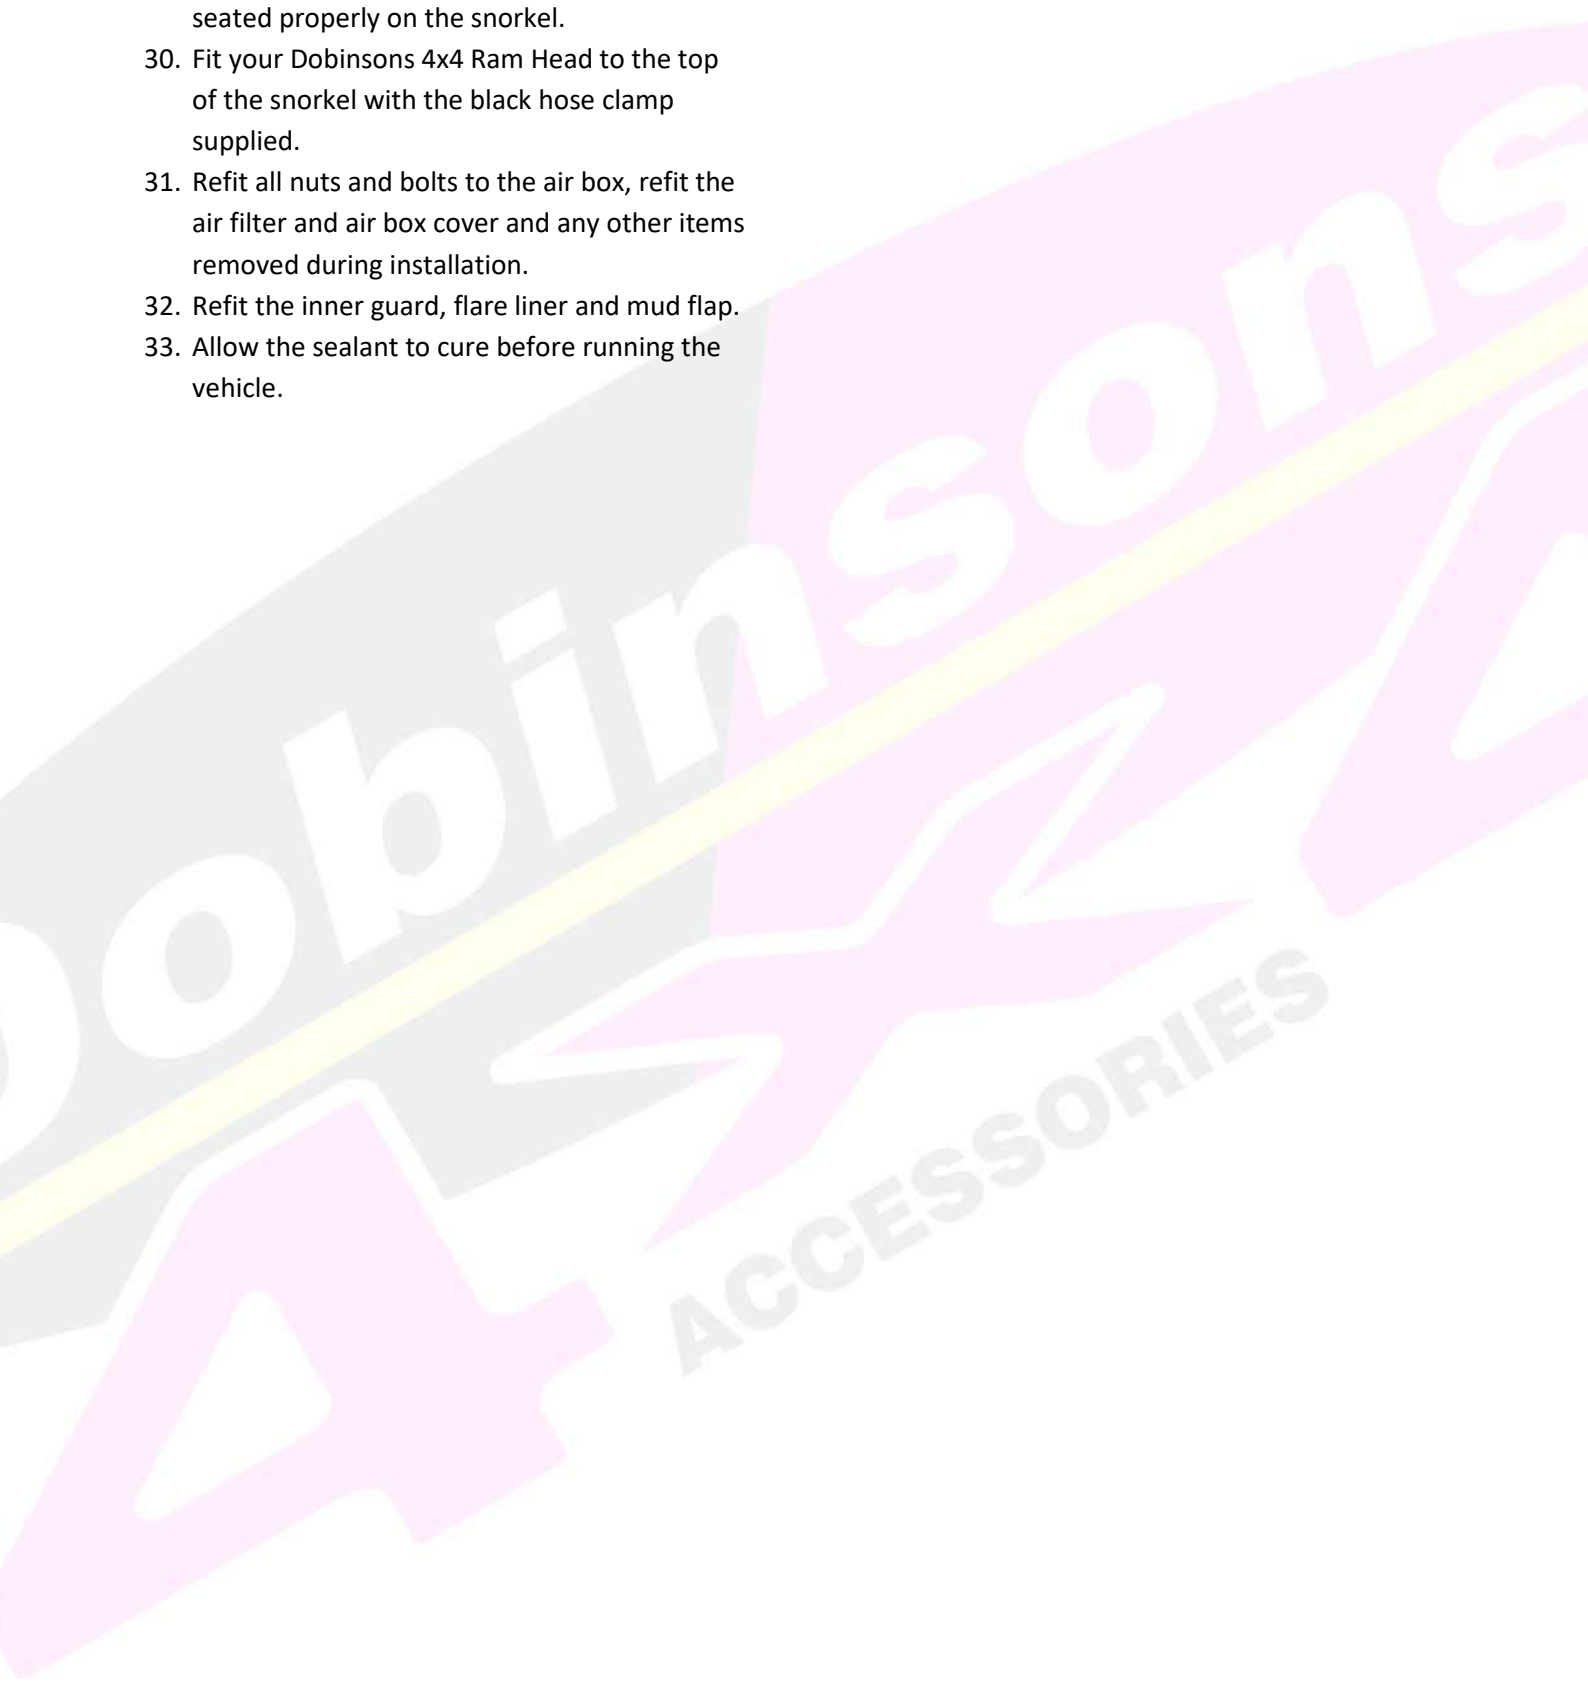 seated properly on the snorkel.
30. Fit your Dobinsons 4x4 Ram Head to the top
of the snorkel with the black hose clamp
supplied.
31. Refit all nuts and bolts to the air box, refit the
air filter and air box cover and any other items
removed during installation.
32. Refit the inner guard, flare liner and mud flap.
33. Allow the sealant to cure before running the
vehicle.
Dobinsons
4x4
ACCESSORIES